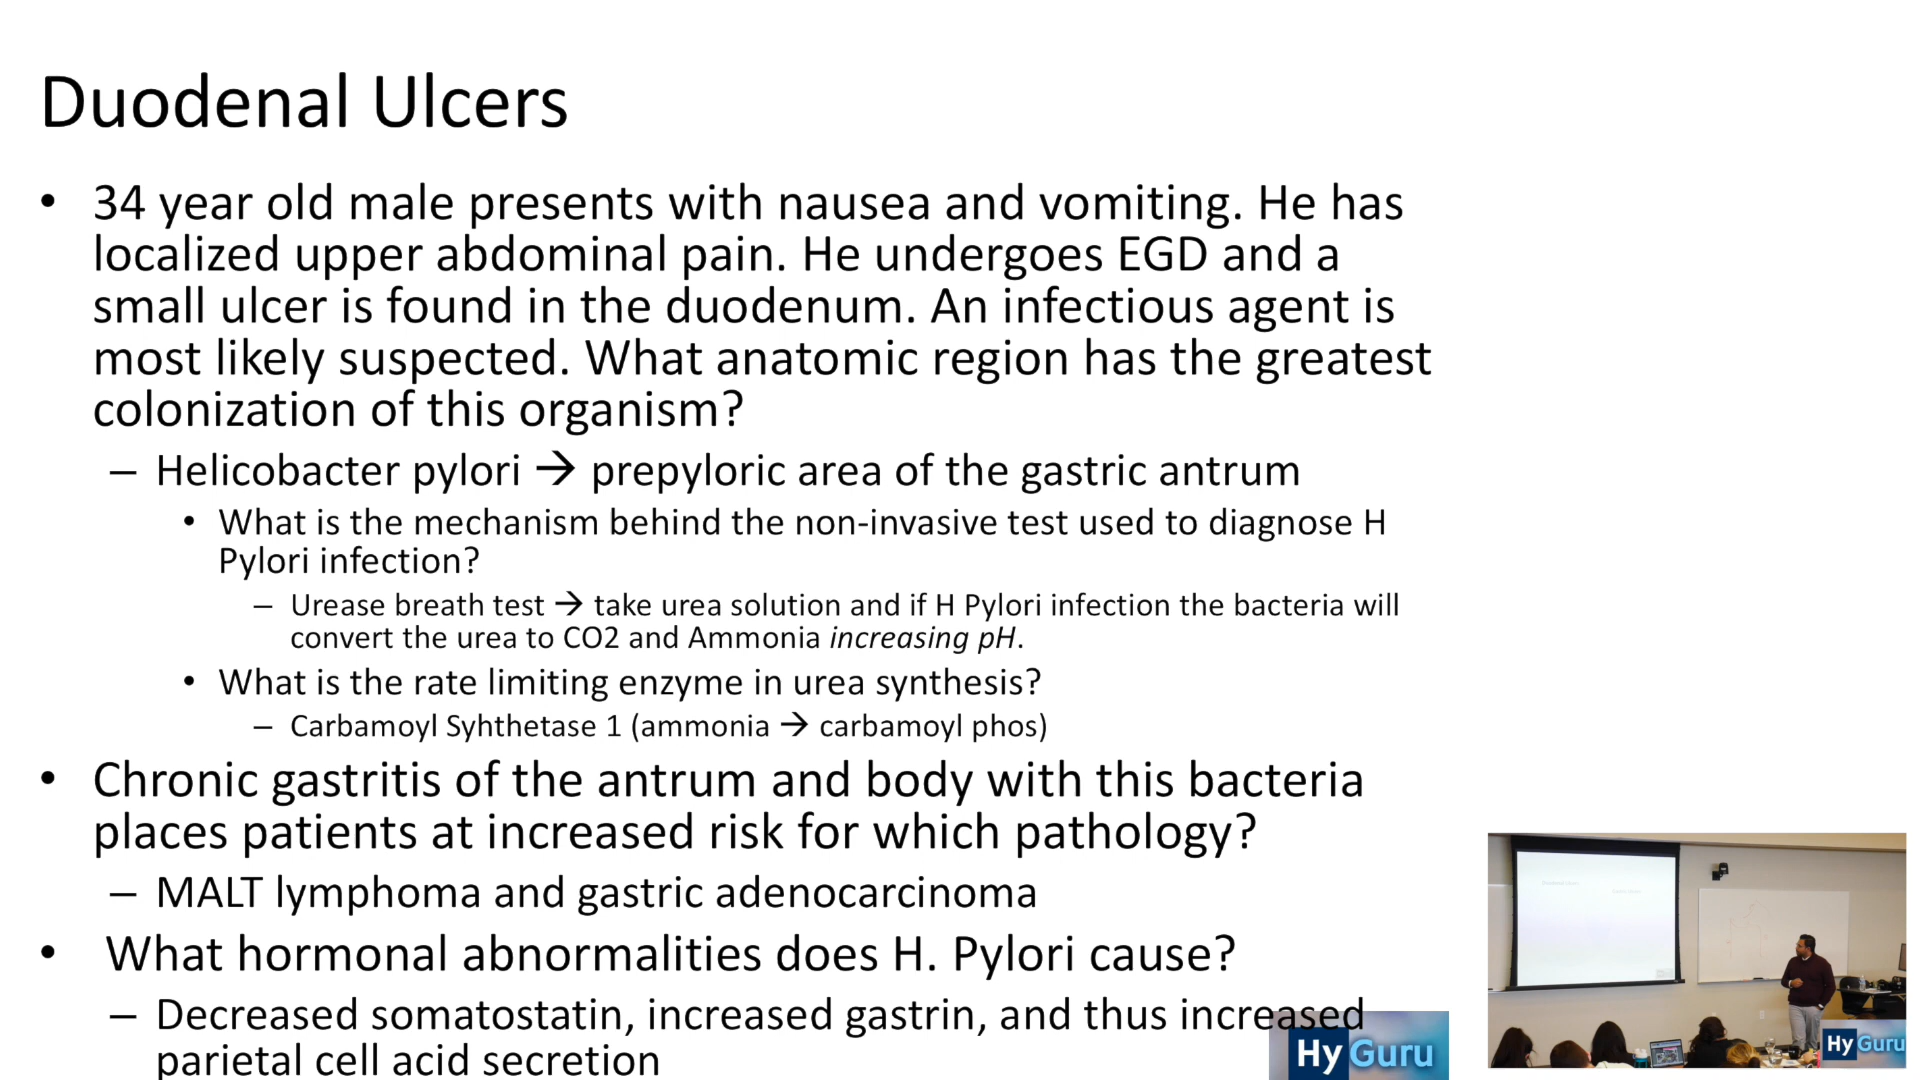 Duodenal Ulcers
• 34 year old male presents with nausea and vomiting. He has
localized upper abdominal pain. He undergoes EGD and a
small ulcer is found in the duodenum. An infectious agent is
most likely suspected. What anatomic region has the greatest
colonization of this organism?
– Helicobacter pylori → prepyloric area of the gastric antrum
• What is the mechanism behind the non-invasive test used to diagnose H
Pylori infection?
– Urease breath test → take urea solution and if H Pylori infection the bacteria will
convert the urea to CO2 and Ammonia increasing pH.
• What is the rate limiting enzyme in urea synthesis?
– Carbamoyl Syhthetase 1 (ammonia → carbamoyl phos)
• Chronic gastritis of the antrum and body with this bacteria
places patients at increased risk for which pathology?
– MALT lymphoma and gastric adenocarcinoma
• What hormonal abnormalities does H. Pylori cause?
– Decreased somatostatin, increased gastrin, and thus increased
parietal cell acid secretion
Hy Guru
Hy Guru